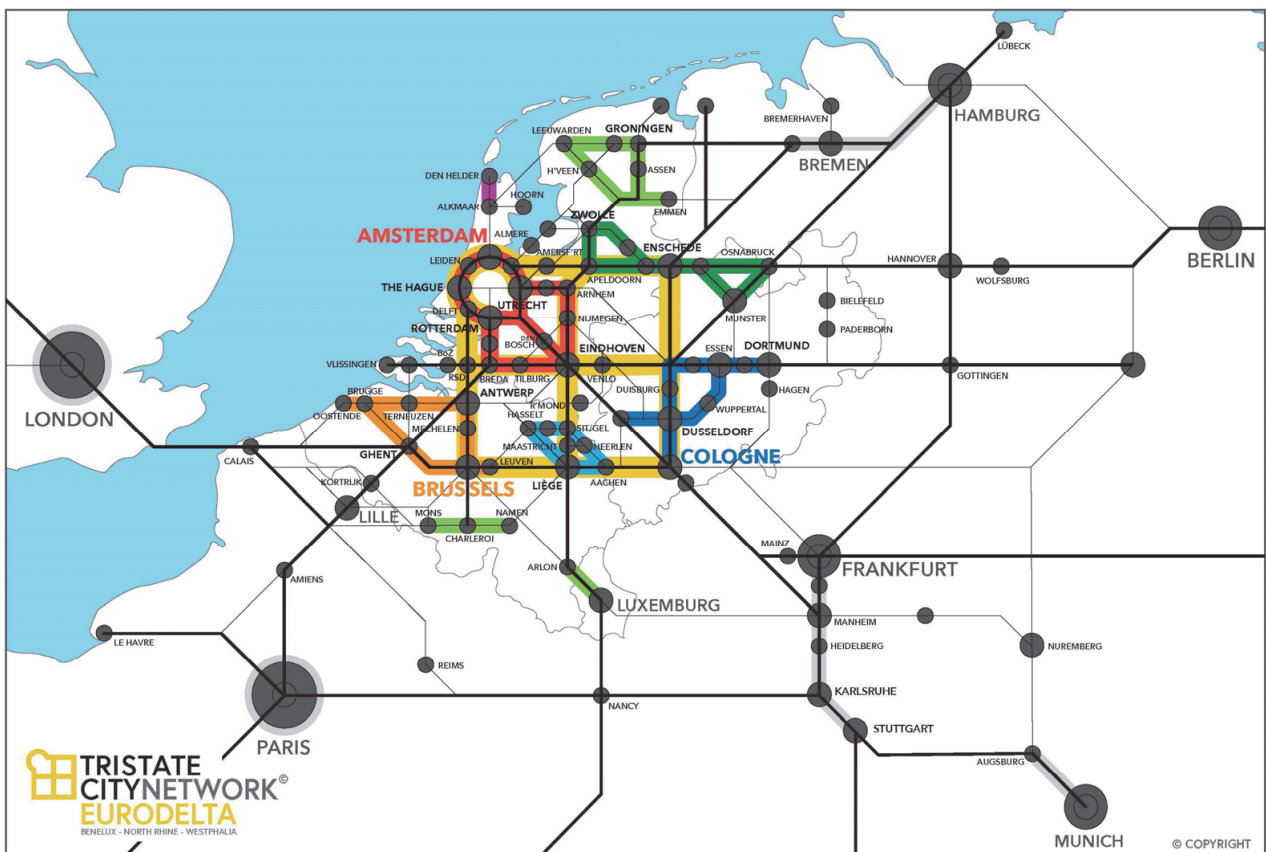 LÜBECK
HAMBURG
BREMERHAVEN
GRONINGEN
LEEUWARDEN
BREMEN
H'VEEN
ASSEN
DEN HELDER
HOORN
ALKMAAR
EMMEN
ZWOLLE
ALMERE
AMSTERDAM
ENSCHEDE
AMERSF'RT
OSNABRUCK
BERLIN
LEIDEN
HANNOVER
WOLFSBURG
APELDOORN
THE HAGUE
ARNHEM
UTRECHT
MUNSTER
BIELEFELD
DELFT
NIJMEGEN
ROTTERDAM
PADERBORN
DEN
BOSCH
EINDHOVEN
ESSEN
DORTMUND
BoZ
VLISSINGEN
RSD
BREDA
TILBURG
VENLO
DUISBURG
GOTTINGEN
BRUGGE
ANTWERP
HAGEN
R'MOND
WUPPERTAL
OOSTENDE
TERNEUZEN
HASSELT
LONDON
MECHELEN
SIT/GEL
DUSSELDORF
MAASTRICHT
HEERLEN
GHENT
COLOGNE
CALAIS
LEUVEN
KORTRIJK
BRUSSELS
LIÈGE
AACHEN
LILLE
MONS
NAMEN
CHARLEROI
MAINZ
ARLON
FRANKFURT
AMIENS
LUXEMBURG
MANHEIM
LE HAVRE
HEIDELBERG
NUREMBERG
REIMS
KARLSRUHE
NANCY
STUTTGART
PARIS
AUGSBURG
TRISTATE
CITYNETWORK©
EURODELTA
BENELUX - NORTH RHINE - WESTPHALIA
MUNICH
© COPYRIGHT